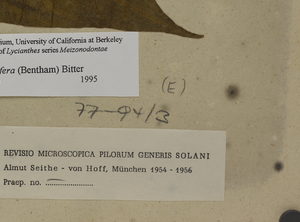 ium, University of California at Berkeley
of Lycianthes series Meizonodontae
fera (Bentham) Bitter
1995
(E)
77-94/3
REVISIO MICROSCOPICA PILORUM GENERIS SOLANI
Almut Seithe - von Hoff, München 1954 - 1956
Praep. no. ....................